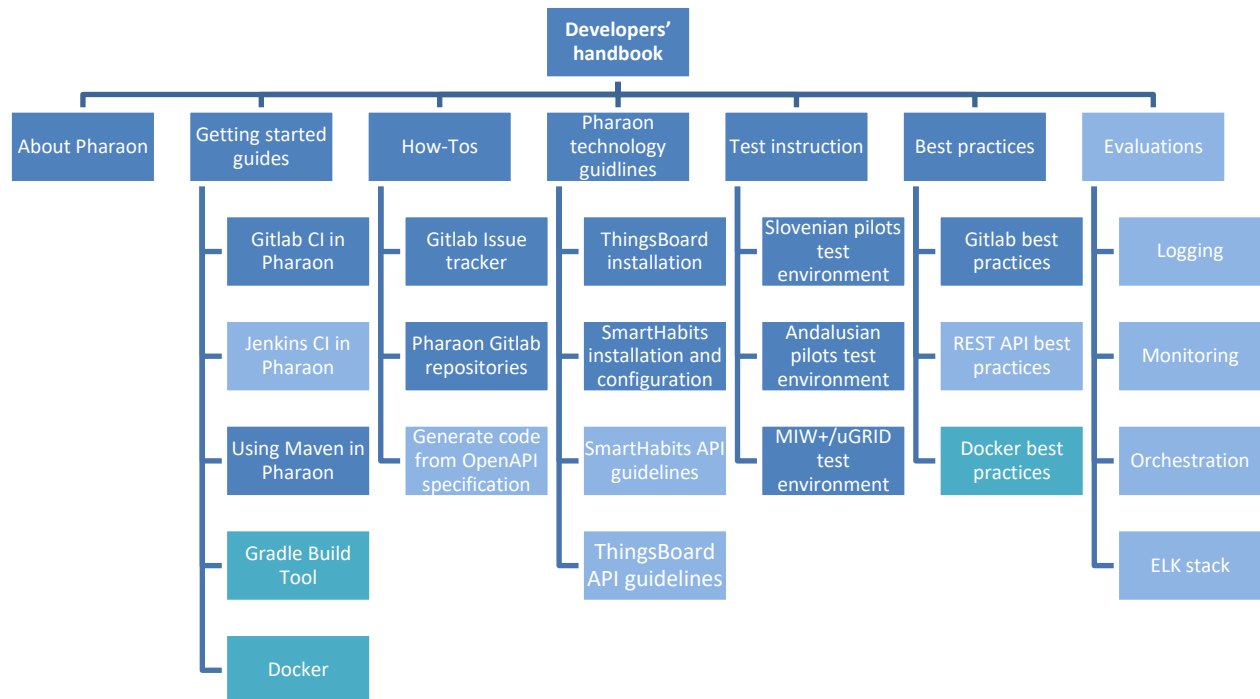 Developers’
handbook
About Pharaon
Getting started
guides
How-Tos
Pharaon
technology
guidlines
Test instruction
Best practices
Evaluations
Gitlab CI in
Pharaon
Jenkins CI in
Pharaon
Using Maven in
Pharaon
Gradle Build
Tool
Docker
Gitlab Issue
tracker
Pharaon Gitlab
repositories
Generate code
from OpenAPI
specification
ThingsBoard
installation
SmartHabits
installation and
configuration
SmartHabits API
guidelines
ThingsBoard
API guidelines
Slovenian pilots
test
environment
Andalusian
pilots test
environment
MIW+/uGRID
test
environment
Gitlab best
practices
REST API best
practices
Docker best
practices
Logging
Monitoring
Orchestration
ELK stack